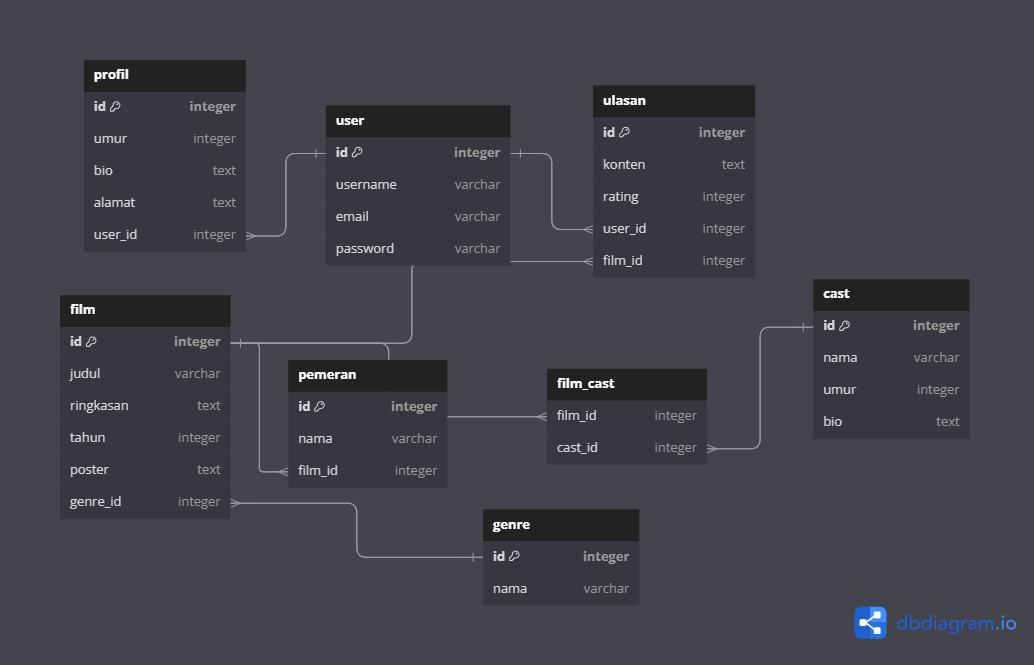 profil
id integer
umur integer
bio text
alamat text
user_id integer
user
id integer
username varchar
email varchar
password varchar
ulasan
id integer
konten text
rating integer
user_id integer
film_id integer
film
id integer
judul varchar
ringkasan text
tahun integer
poster text
genre_id integer
pemeran
id integer
nama varchar
film_id integer
film_cast
film_id integer
cast_id integer
cast
id integer
nama varchar
umur integer
bio text
genre
id integer
nama varchar
dbdiagram.io